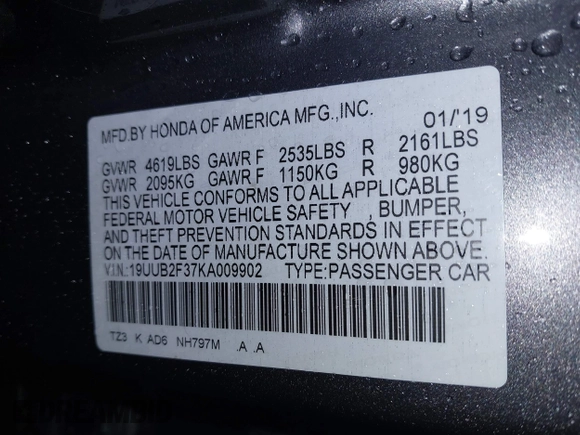 MFD.BY HONDA OF AMERICA MFG.,INC. 01/'19
GVWR 4619LBS GAWR F 2535LBS R 2161LBS
GVWR 2095KG GAWR F 1150KG R 980KG
THIS VEHICLE CONFORMS TO ALL APPLICABLE
FEDERAL MOTOR VEHICLE SAFETY , BUMPER,
AND THEFT PREVENTION STANDARDS IN EFFECT
ON THE DATE OF MANUFACTURE SHOWN ABOVE.
V.I.N.:19UUB2F37KA009902 TYPE:PASSENGER CAR
TZ3 K AD6 NH797M .A .A